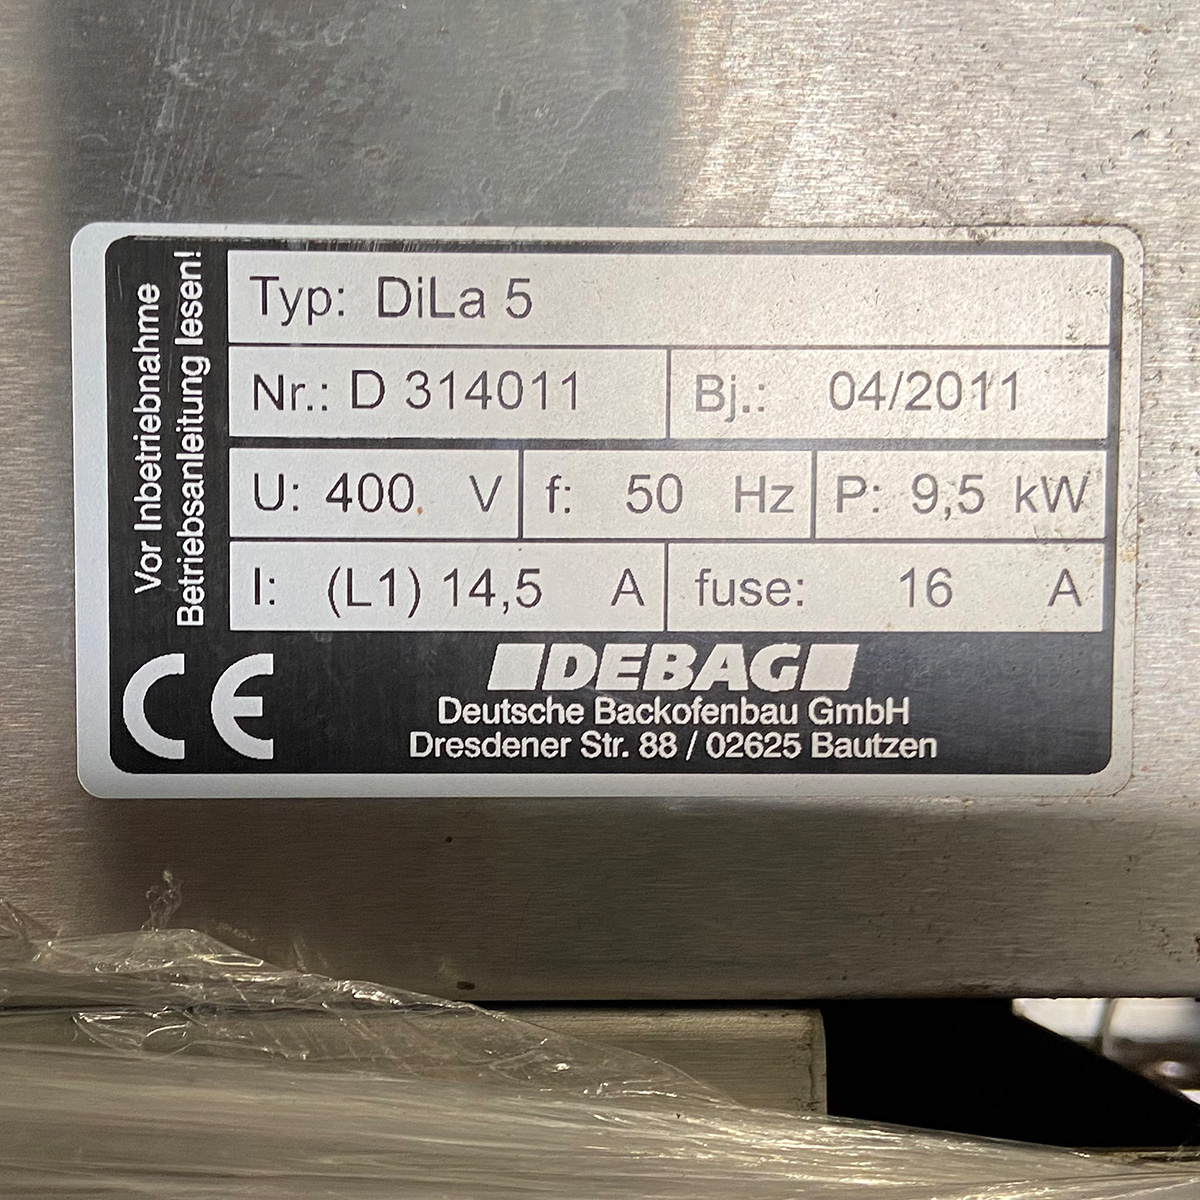 Vor Inbetriebnahme
Betriebsanleitung lesen!
Typ: DiLa 5
Nr.: D 314011 Bj.: 04/2011
U: 400 V f: 50 Hz P: 9,5 kW
I: (L1) 14,5 A fuse: 16 A
CE
DEBAG
Deutsche Backofenbau GmbH
Dresdener Str. 88 / 02625 Bautzen